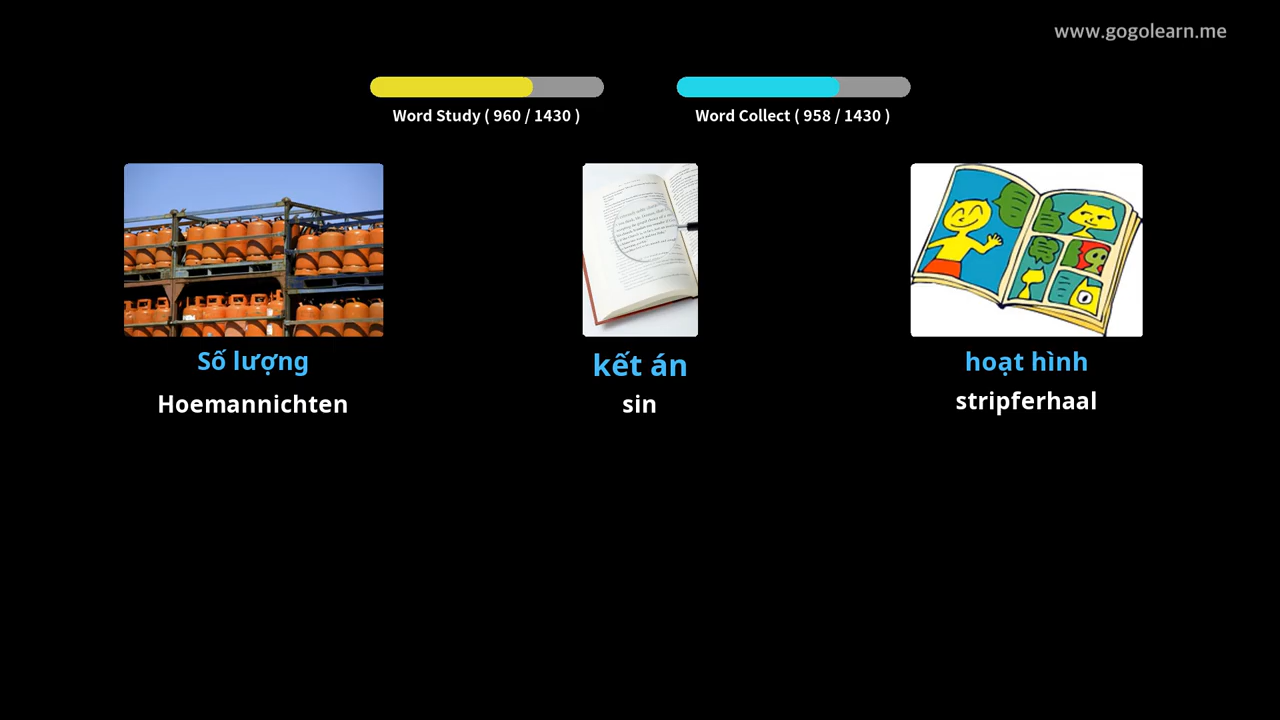 www.gogolearn.me
Word Study ( 960 / 1430 )
Word Collect ( 958 / 1430 )
Số lượng
kết án
hoạt hình
Hoemannichten
sin
stripferhaal